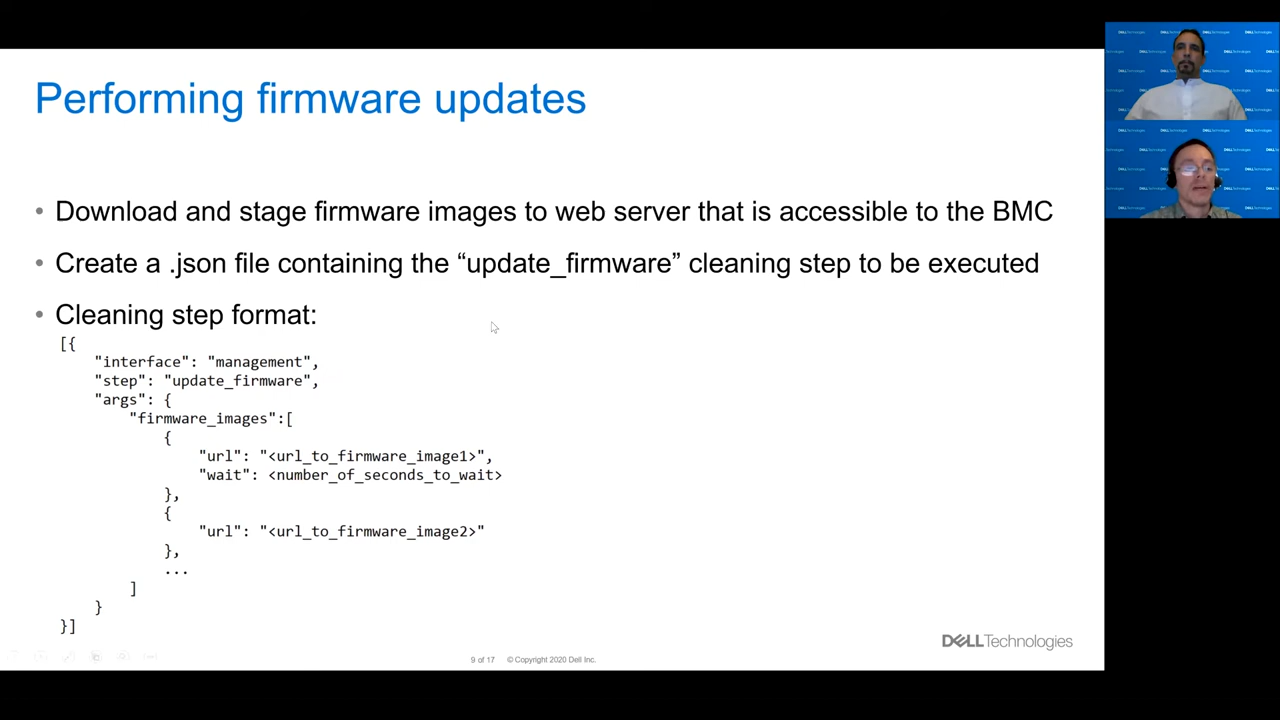 Performing firmware updates
• Download and stage firmware images to web server that is accessible to the BMC
• Create a .json file containing the “update_firmware” cleaning step to be executed
• Cleaning step format:
[{
"interface": "management",
"step": "update_firmware",
"args": {
"firmware_images":[
{
"url": "<url_to_firmware_image1>",
"wait": <number_of_seconds_to_wait>
},
{
"url": "<url_to_firmware_image2>"
},
...
]
}
}]
9 of 17 © Copyright 2020 Dell Inc.
DELL Technologies